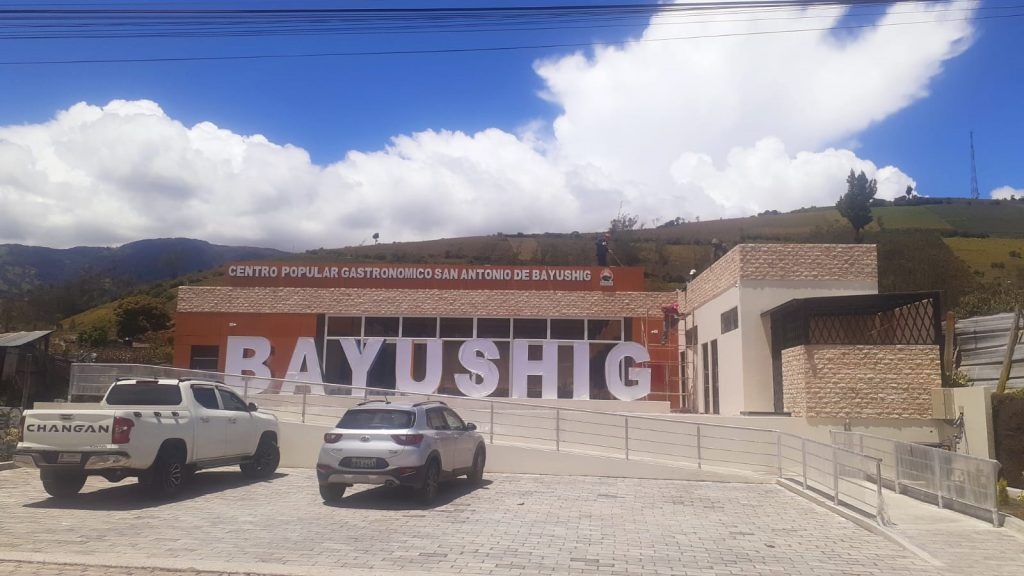 CENTRO POPULAR GASTRONOMICO SAN ANTONIO DE BAYUSHIG
BAYUSHIG
CHANGAN